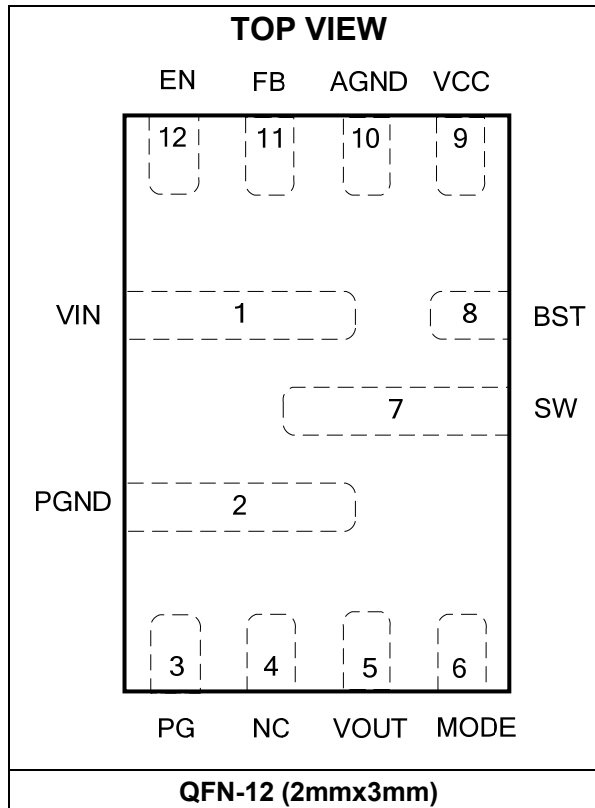 TOP VIEW
EN FB AGND VCC
12 11 10 9
VIN 1 8 BST
7 SW
PGND 2
3 4 5 6
PG NC VOUT MODE
QFN-12 (2mmx3mm)